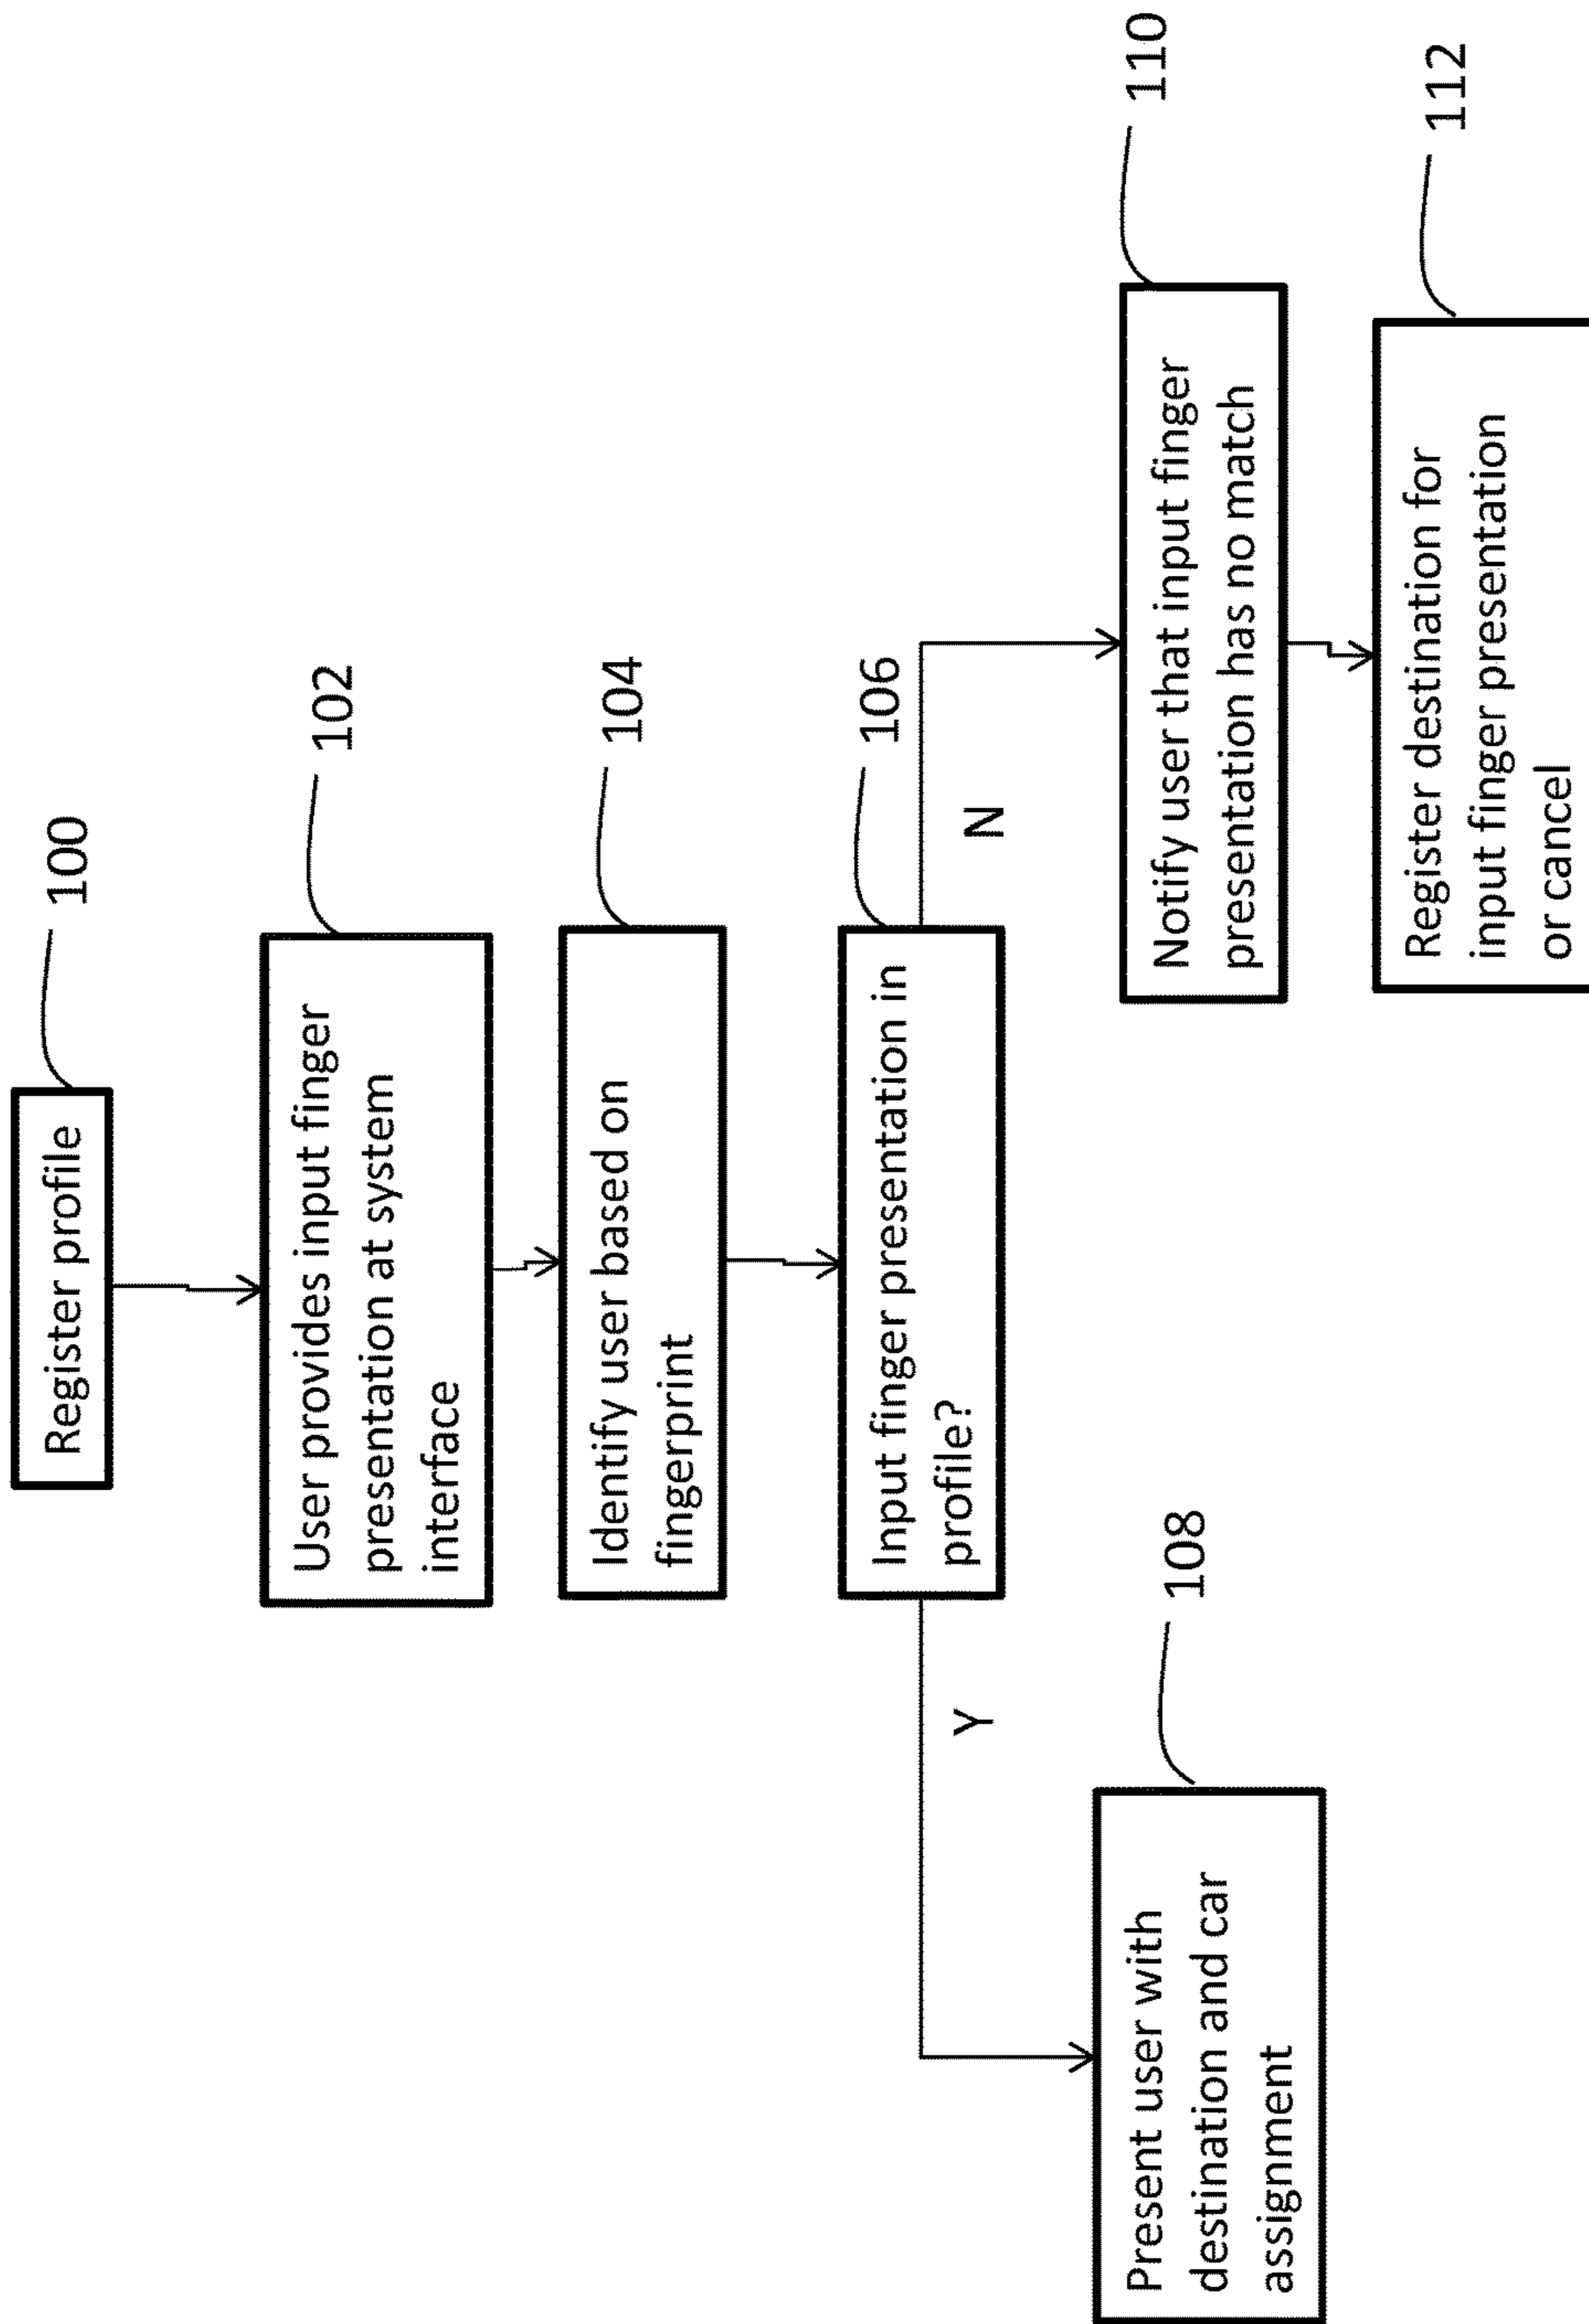 Register profile
100
User provides input finger
presentation at system
interface
102
Identify user based on
fingerprint
104
Input finger presentation in
profile?
106
Y
N
Present user with
destination and car
assignment
108
Notify user that input finger
presentation has no match
110
Register destination for
input finger presentation
or cancel
112